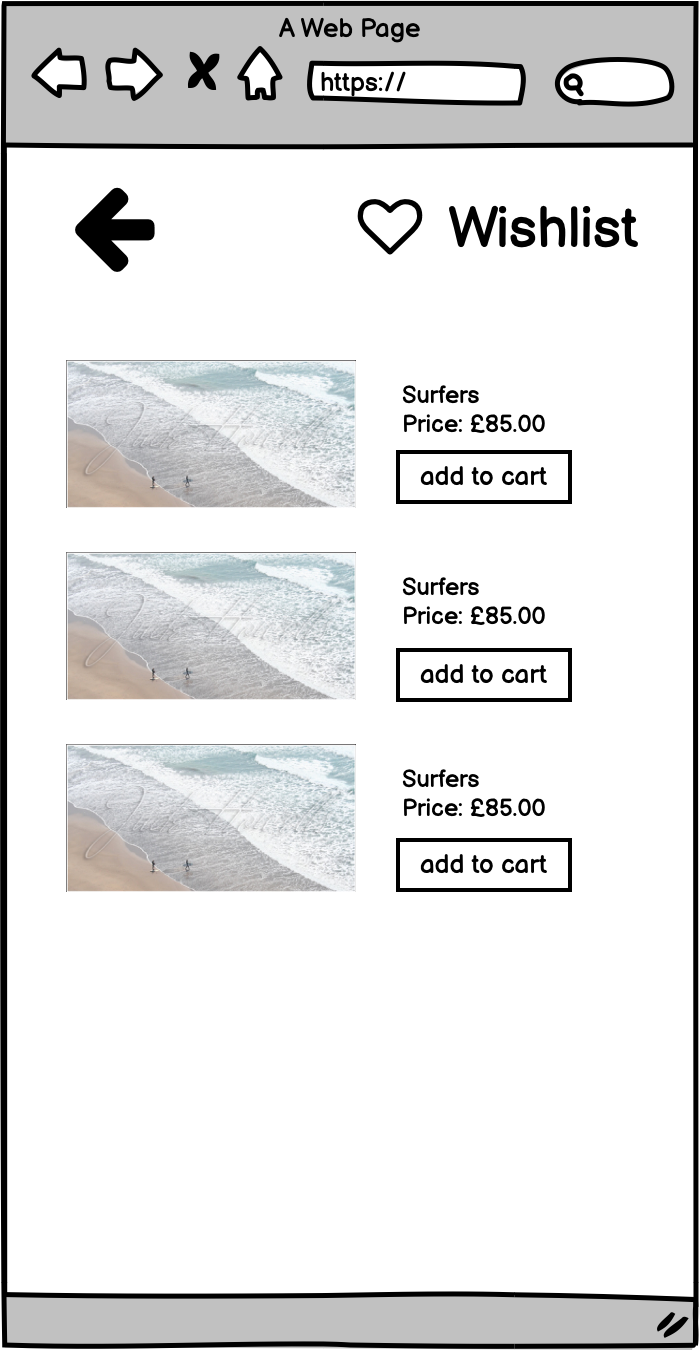 A Web Page
https://
Wishlist
Surfers
Price: £85.00
add to cart
Surfers
Price: £85.00
add to cart
Surfers
Price: £85.00
add to cart